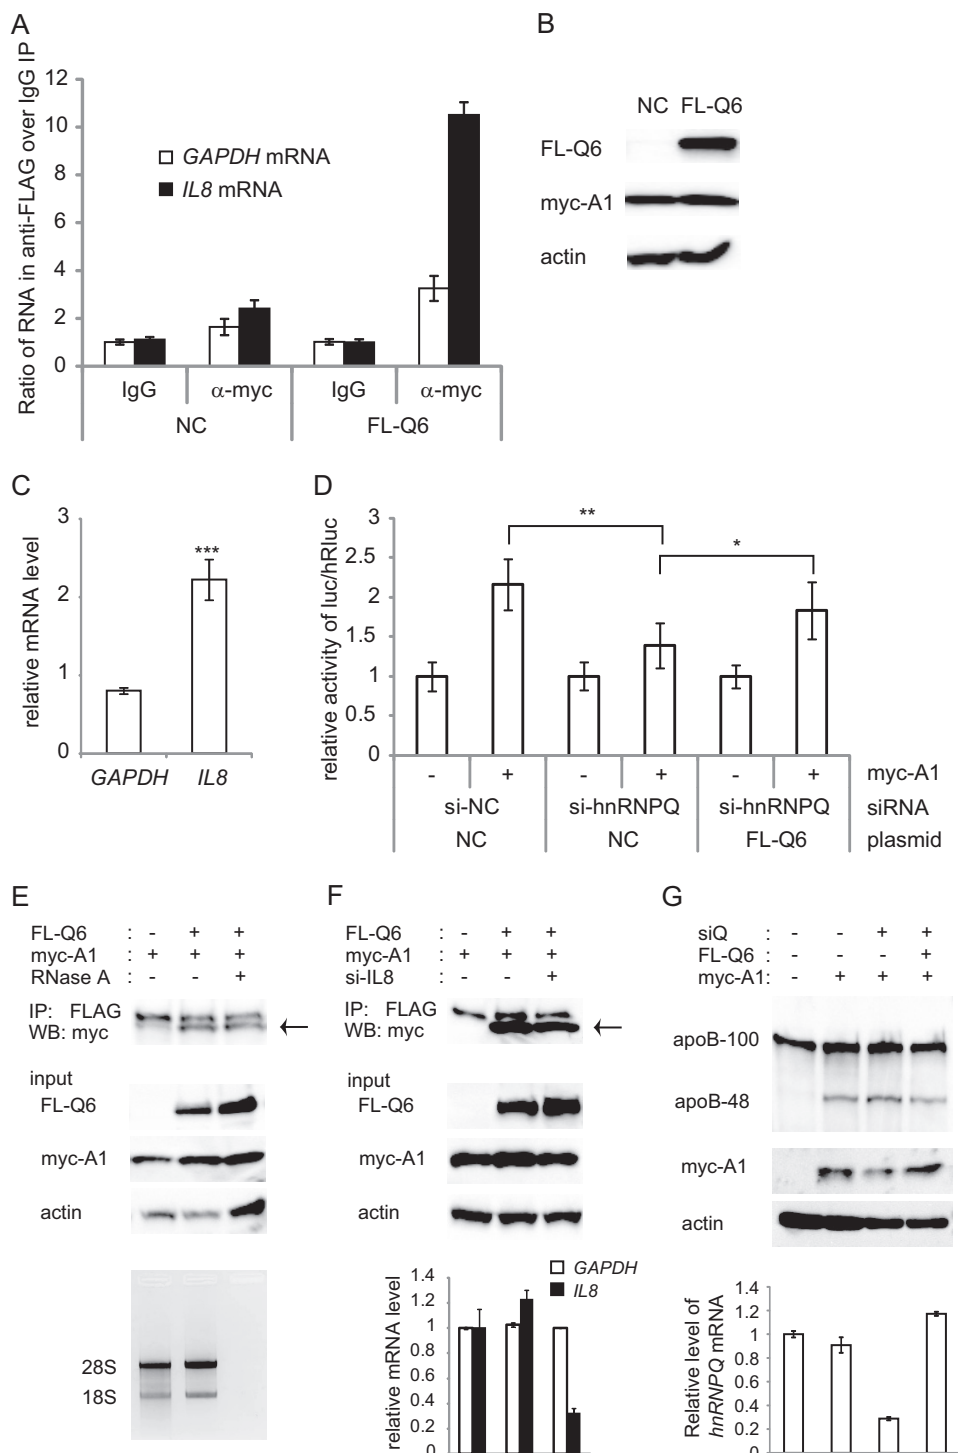 A
Ratio of RNA in anti-FLAG over IgG IP
12
10
8
6
4
2
0
GAPDH mRNA
IL8 mRNA
IgG α-myc IgG α-myc
NC FL-Q6
B
NC FL-Q6
FL-Q6
myc-A1
actin
C
relative mRNA level
3
2
1
0
***
GAPDH IL8
D
relative activity of luc/hRluc
3
2.5
2
1.5
1
0.5
0
**
*
- + - + - + myc-A1
si-NC si-hnRNPQ si-hnRNPQ siRNA
NC NC FL-Q6 plasmid
E
FL-Q6 : - + +
myc-A1 : + + +
RNase A : - - +
IP: FLAG
WB: myc
input
FL-Q6
myc-A1
actin
28S
18S
F
FL-Q6 : - + +
myc-A1 : + + +
si-IL8 : - - +
IP: FLAG
WB: myc
input
FL-Q6
myc-A1
actin
GAPDH
IL8
relative mRNA level
1.4
1.2
1
0.8
0.6
0.4
0.2
0
G
siQ : - - + +
FL-Q6 : - - - +
myc-A1: - + + +
apoB-100
apoB-48
myc-A1
actin
Relative level of
hnRNPQ mRNA
1.4
1.2
1
0.8
0.6
0.4
0.2
0